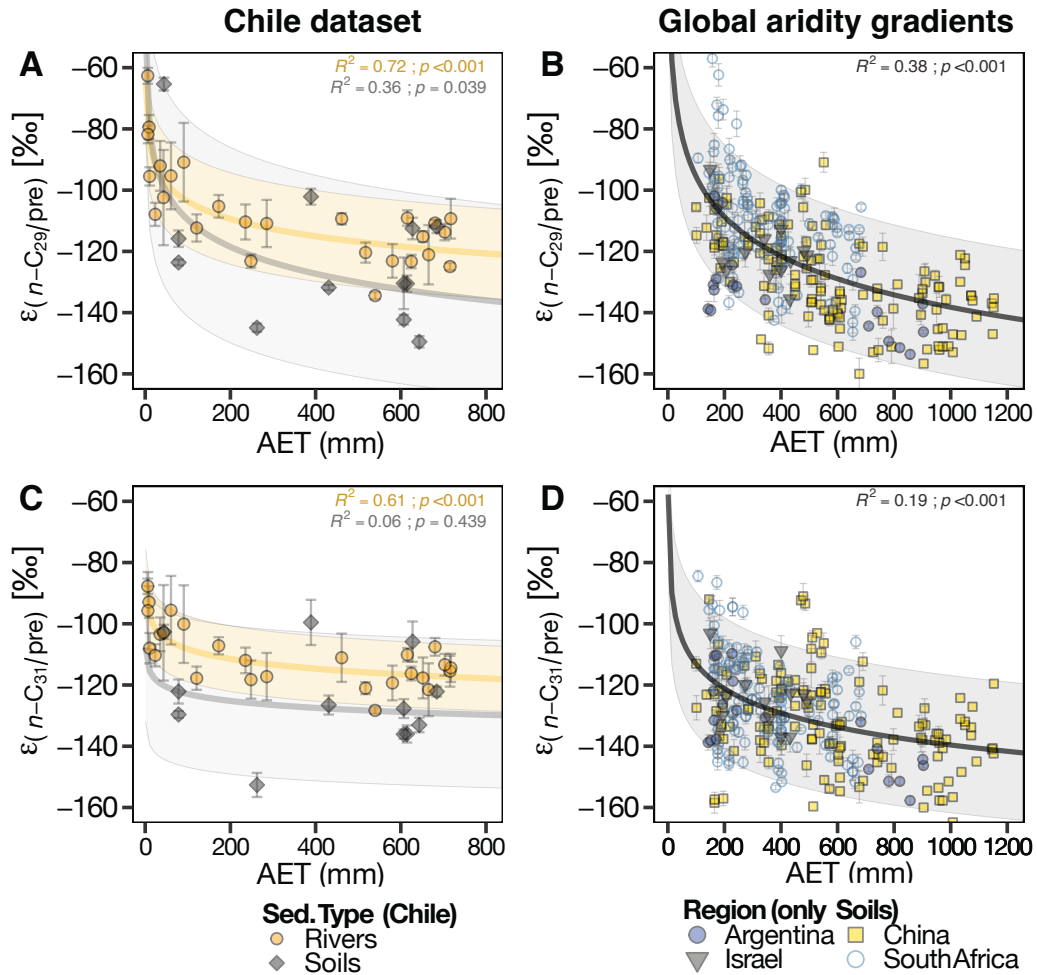 Chile dataset
Global aridity gradients
A
R² = 0.72 ; p <0.001
R² = 0.36 ; p = 0.039
ε( n−C₂₉/pre) [‰]
−60
−80
−100
−120
−140
−160
0 200 400 600 800
AET (mm)
B
R² = 0.38 ; p <0.001
ε( n−C₂₉/pre) [‰]
−60
−80
−100
−120
−140
−160
0 200 400 600 800 1000 1200
AET (mm)
C
R² = 0.61 ; p <0.001
R² = 0.06 ; p = 0.439
ε( n−C₃₁/pre) [‰]
−60
−80
−100
−120
−140
−160
0 200 400 600 800
AET (mm)
D
R² = 0.19 ; p <0.001
ε( n−C₃₁/pre) [‰]
−60
−80
−100
−120
−140
−160
0 200 400 600 800 1000 1200
AET (mm)
Sed. Type (Chile)
Rivers
Soils
Region (only Soils)
Argentina China
Israel SouthAfrica